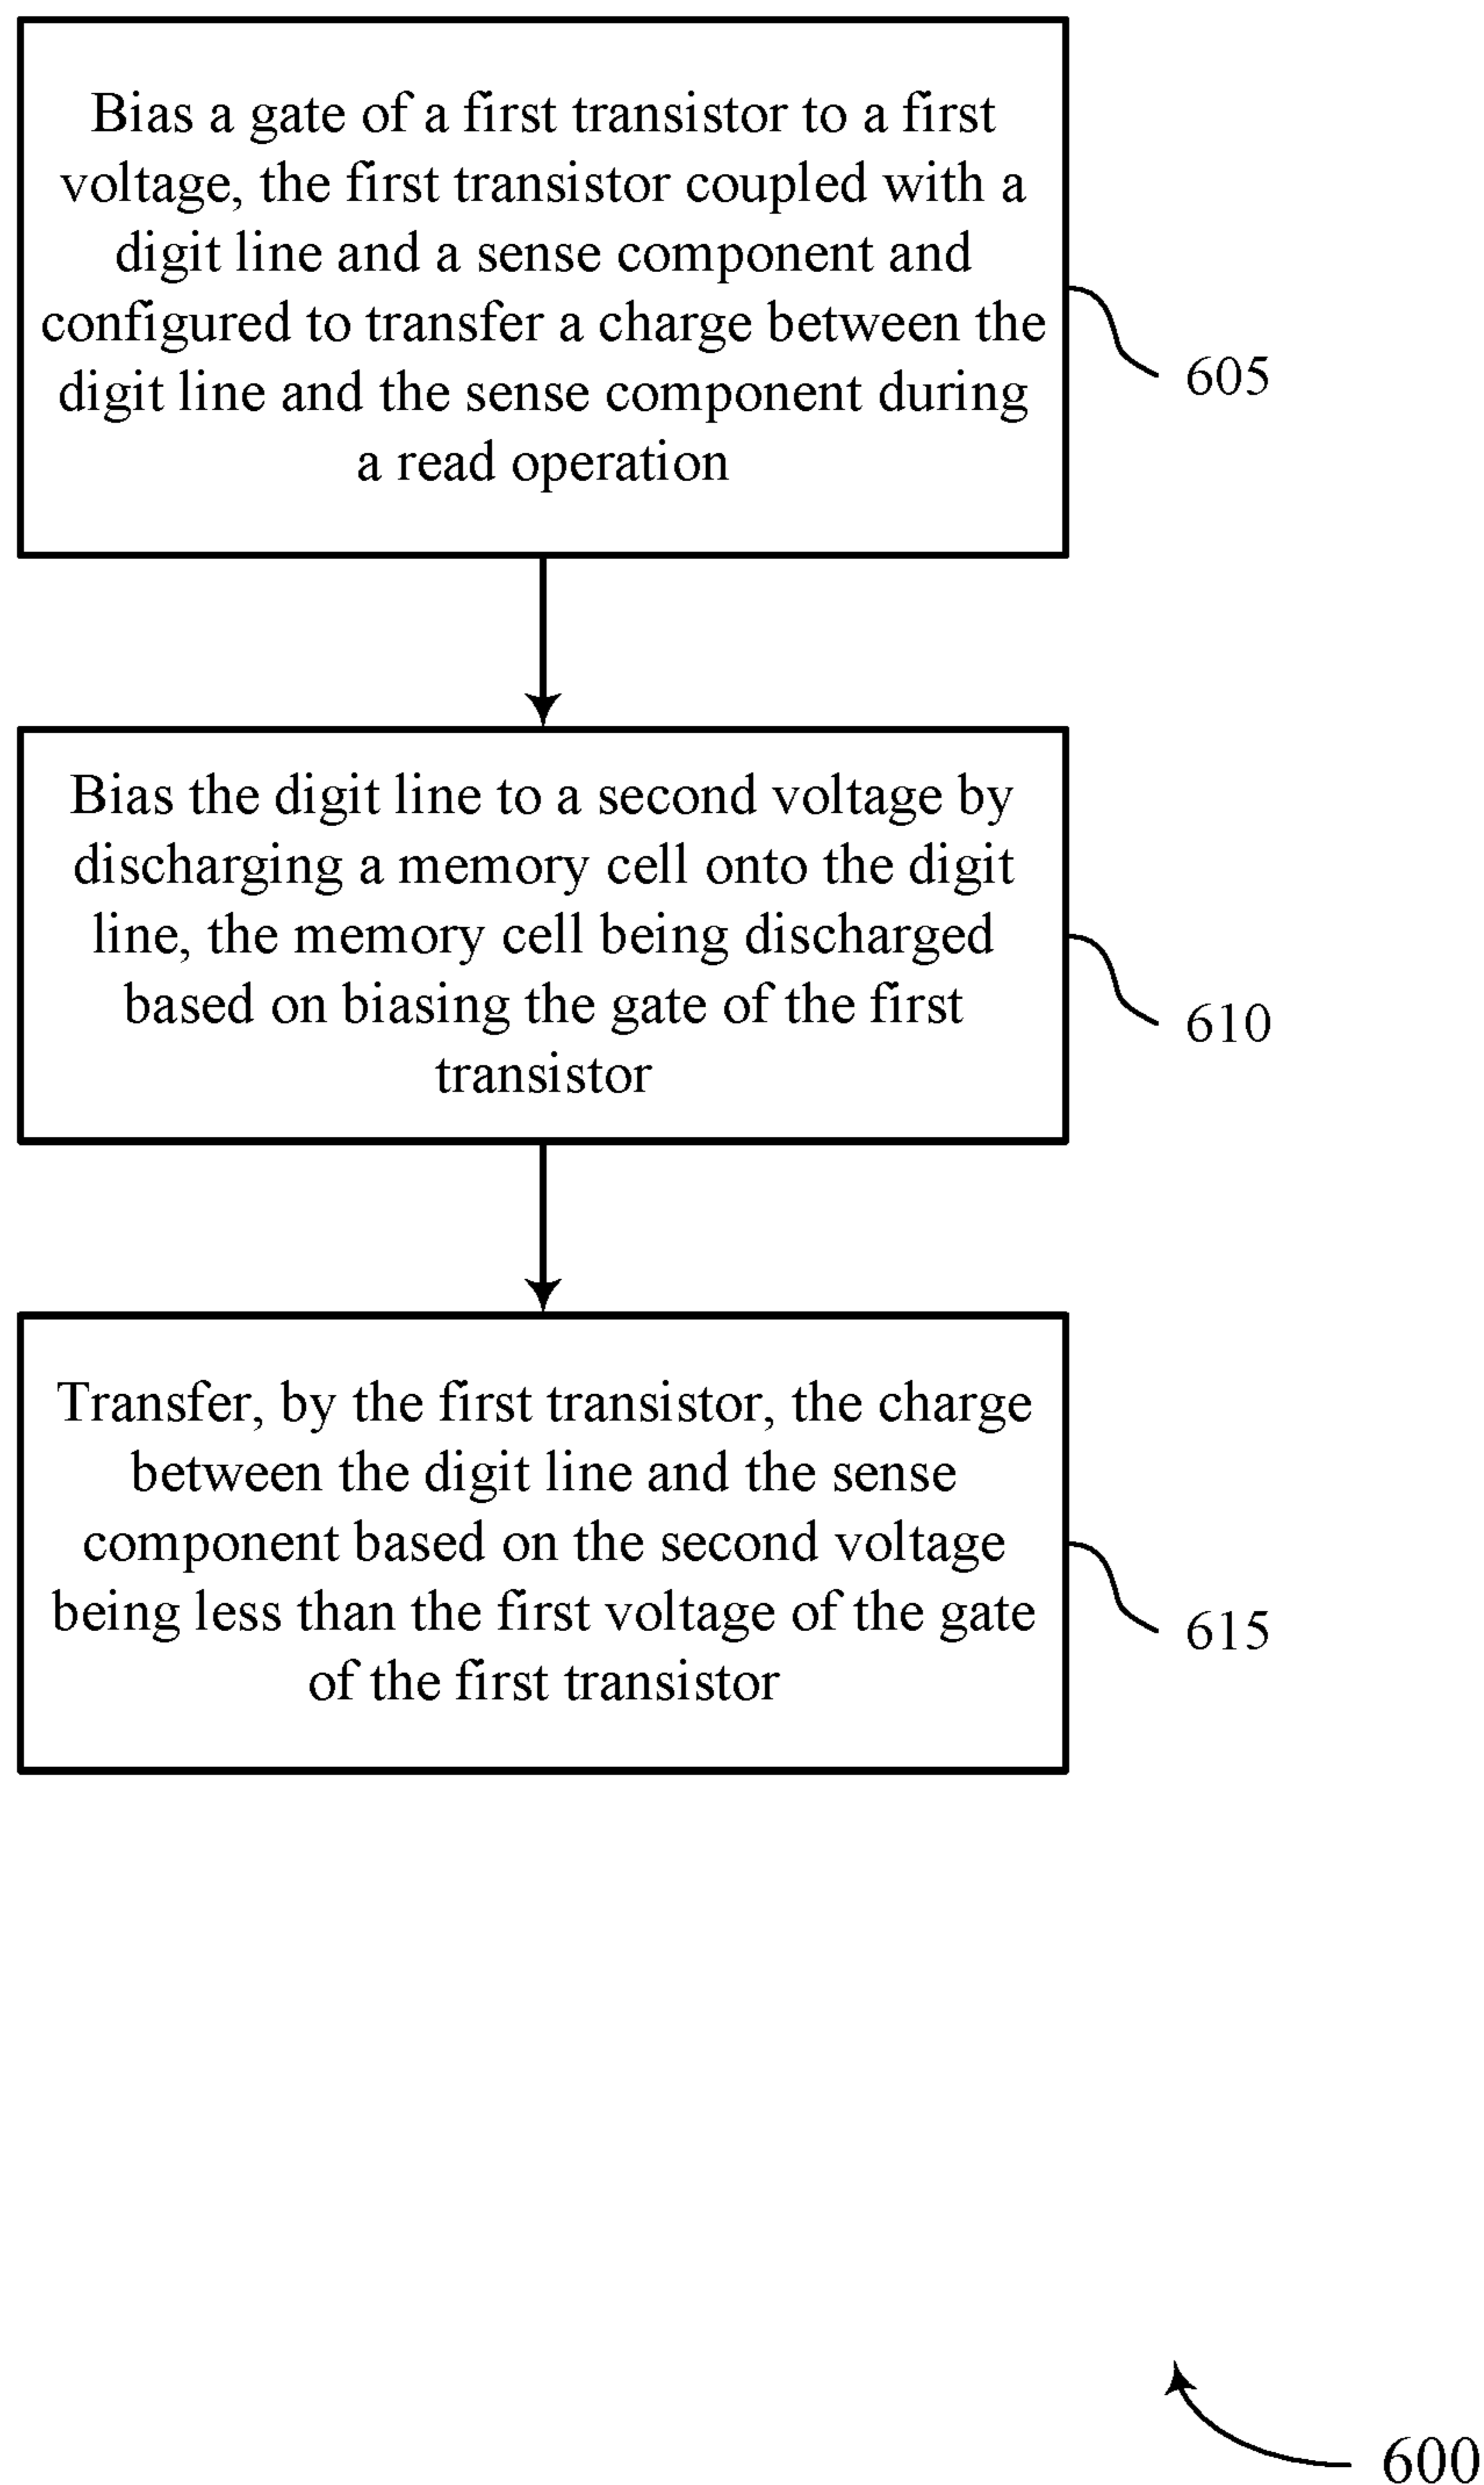 Bias a gate of a first transistor to a first
voltage, the first transistor coupled with a
digit line and a sense component and
configured to transfer a charge between the
digit line and the sense component during
a read operation
605
Bias the digit line to a second voltage by
discharging a memory cell onto the digit
line, the memory cell being discharged
based on biasing the gate of the first
transistor
610
Transfer, by the first transistor, the charge
between the digit line and the sense
component based on the second voltage
being less than the first voltage of the gate
of the first transistor
615
600